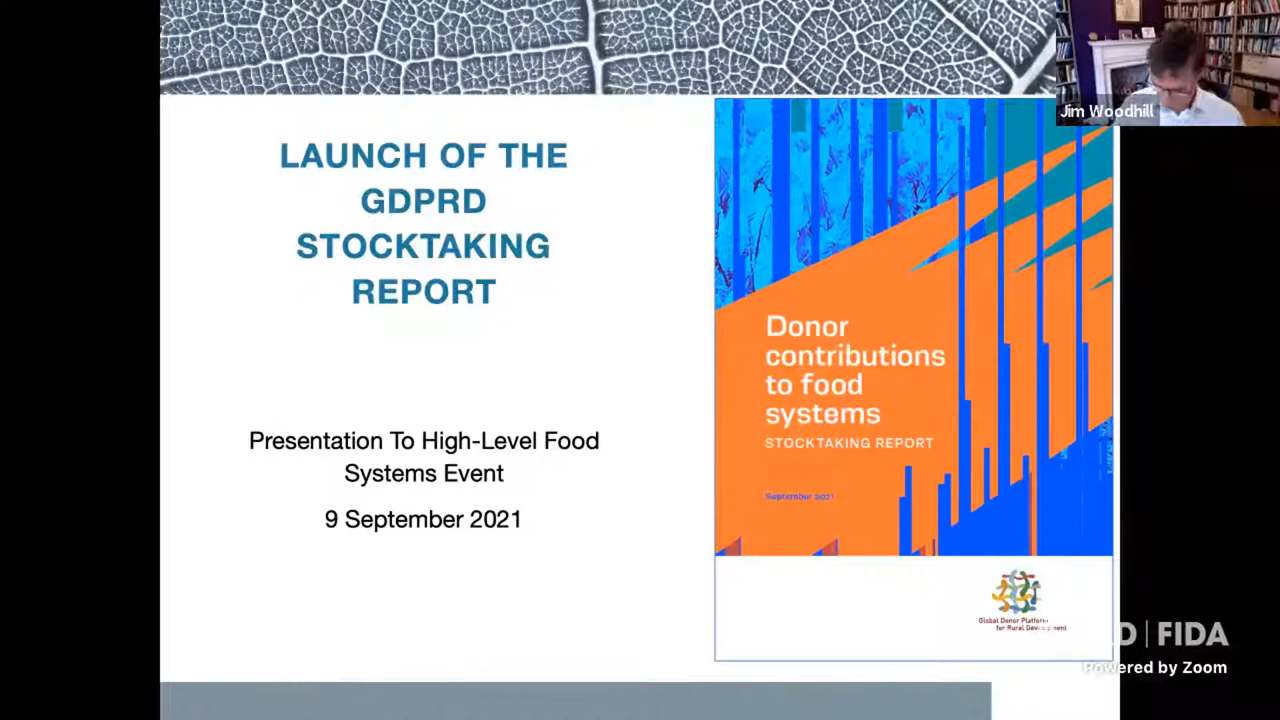 LAUNCH OF THE
GDPRD
STOCKTAKING
REPORT
Presentation To High-Level Food
Systems Event
9 September 2021
Jim Woodhill
Donor
contributions
to food
systems
STOCKTAKING REPORT
September 2021
Global Donor Platform
for Rural Development
D | FIDA
Powered by Zoom